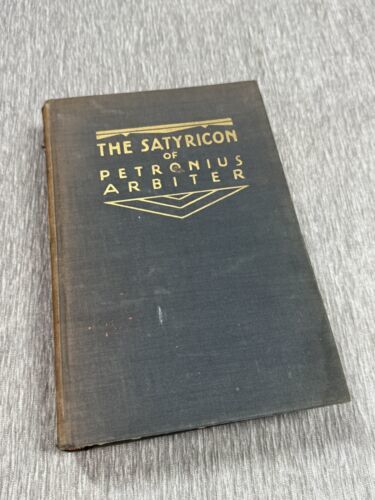 THE SATYRICON
OF
PETRONIUS
ARBITER